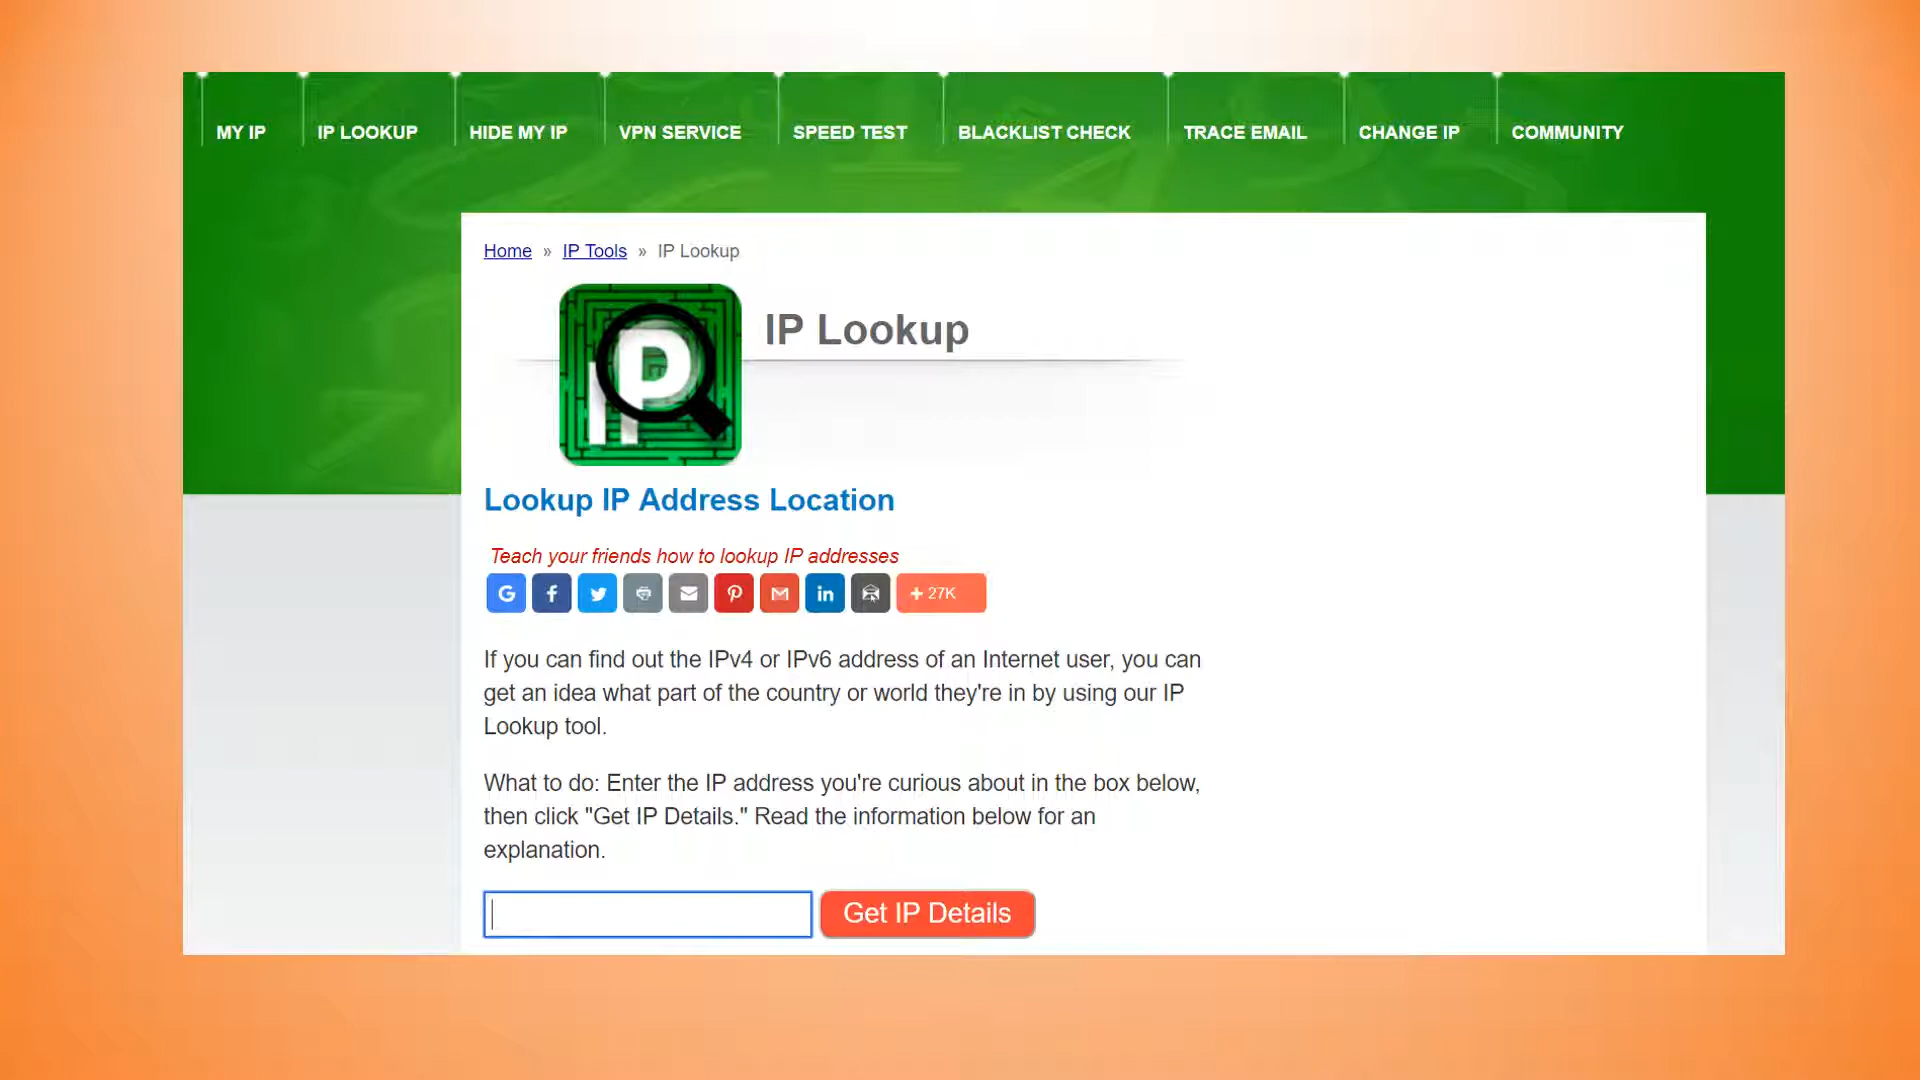 MY IP
IP LOOKUP
HIDE MY IP
VPN SERVICE
SPEED TEST
BLACKLIST CHECK
TRACE EMAIL
CHANGE IP
COMMUNITY
Home » IP Tools » IP Lookup
IP
IP Lookup
Lookup IP Address Location
Teach your friends how to lookup IP addresses
+ 27K
If you can find out the IPv4 or IPv6 address of an Internet user, you can
get an idea what part of the country or world they're in by using our IP
Lookup tool.
What to do: Enter the IP address you're curious about in the box below,
then click "Get IP Details." Read the information below for an
explanation.
Get IP Details